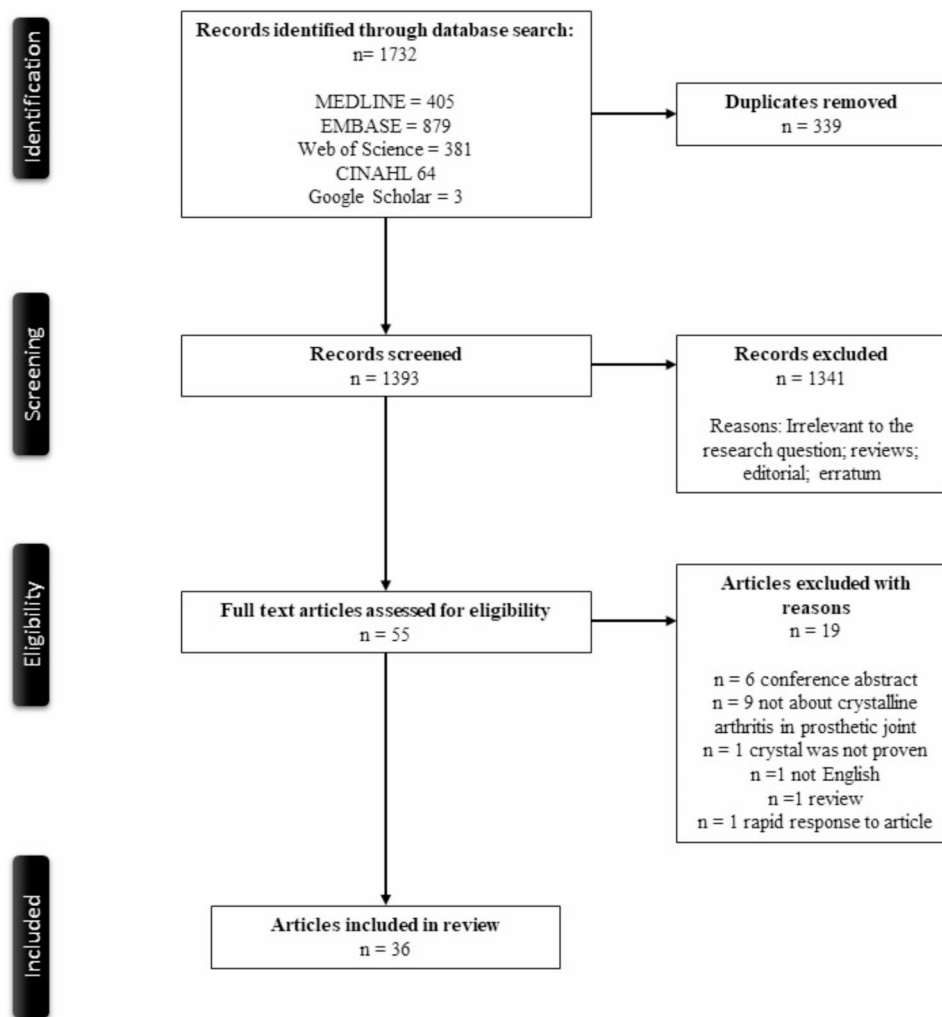 Identification
Records identified through database search:
n= 1732
MEDLINE = 405
EMBASE = 879
Web of Science = 381
CINAHL 64
Google Scholar = 3
Duplicates removed
n = 339
Screening
Records screened
n = 1393
Records excluded
n = 1341
Reasons: Irrelevant to the
research question; reviews;
editorial; erratum
Eligibility
Full text articles assessed for eligibility
n = 55
Articles excluded with
reasons
n = 19
n = 6 conference abstract
n = 9 not about crystalline
arthritis in prosthetic joint
n = 1 crystal was not proven
n =1 not English
n =1 review
n = 1 rapid response to article
Included
Articles included in review
n = 36